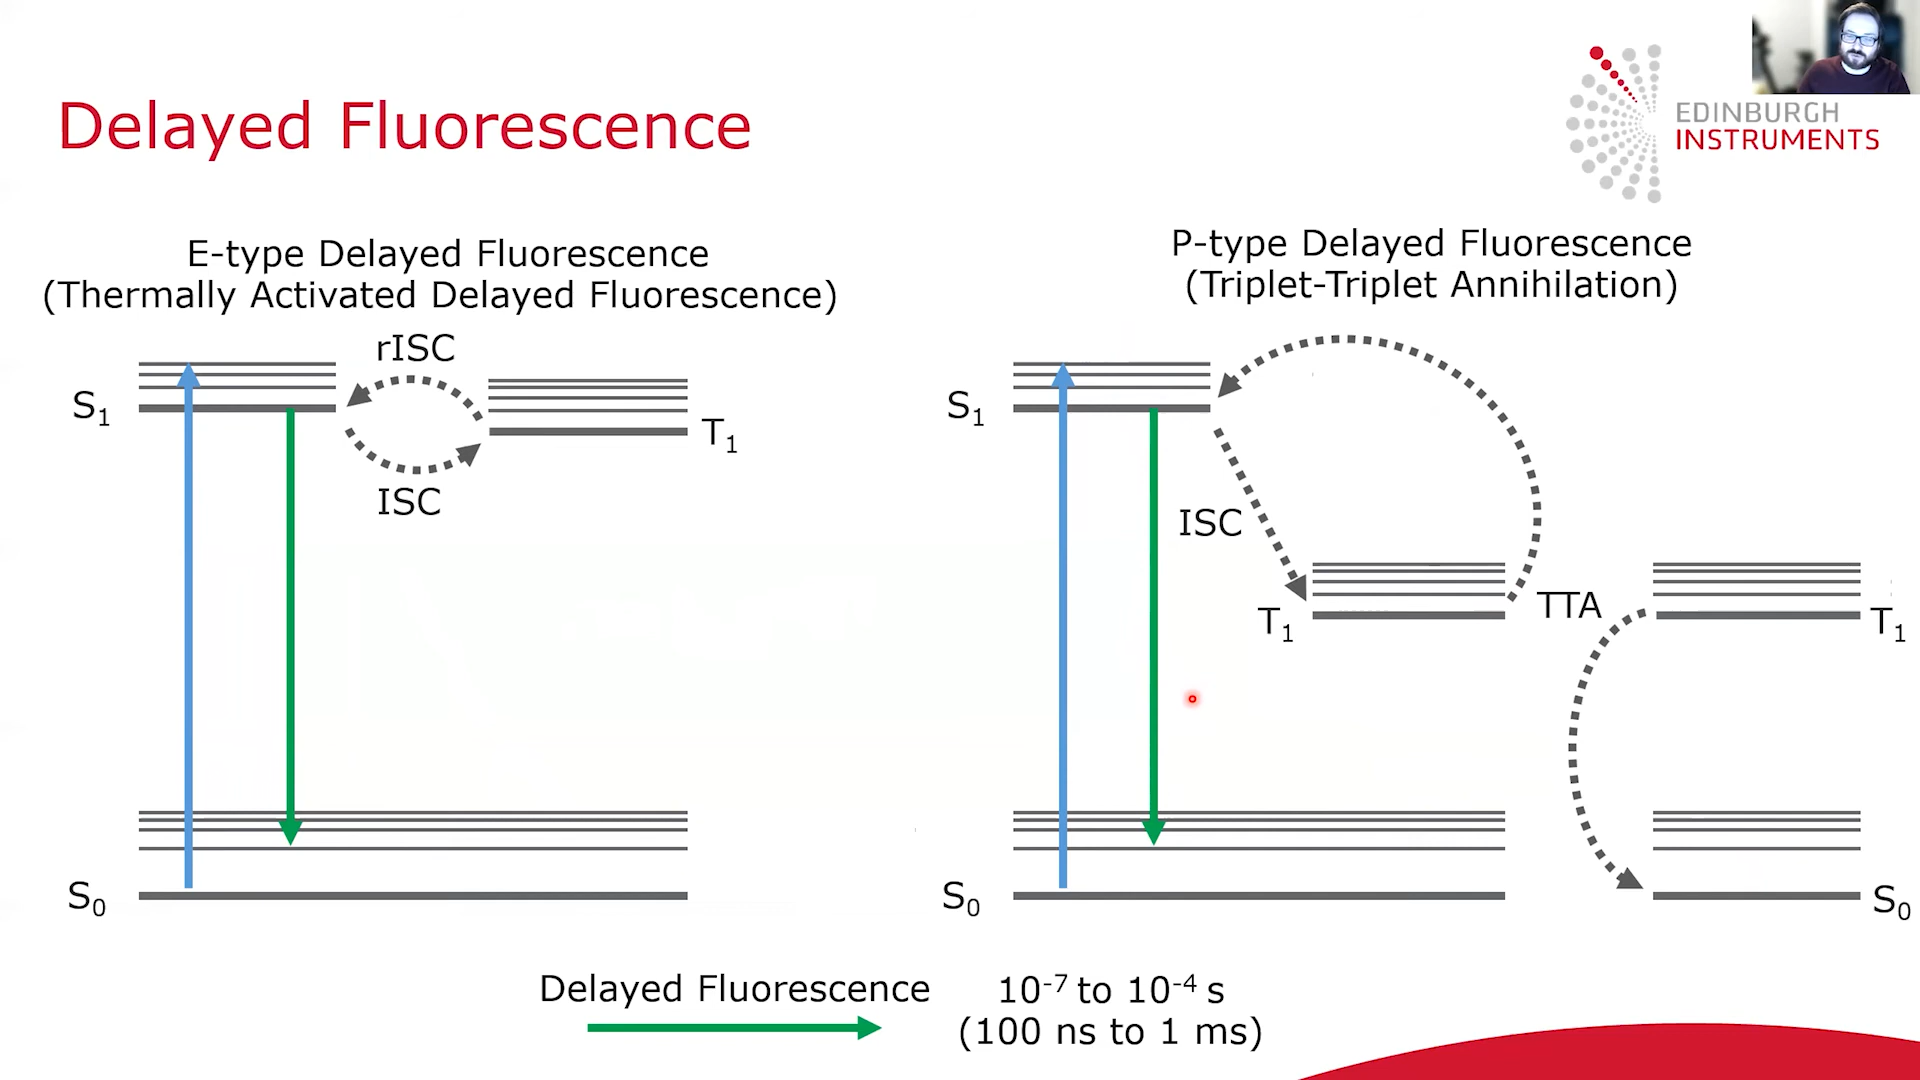 Delayed Fluorescence
EDINBURGH
INSTRUMENTS
E-type Delayed Fluorescence
(Thermally Activated Delayed Fluorescence)
rISC
S₁
T₁
ISC
S₀
P-type Delayed Fluorescence
(Triplet-Triplet Annihilation)
S₁
ISC
T₁
TTA
T₁
S₀
S₀
Delayed Fluorescence
10⁻⁷ to 10⁻⁴ s
(100 ns to 1 ms)